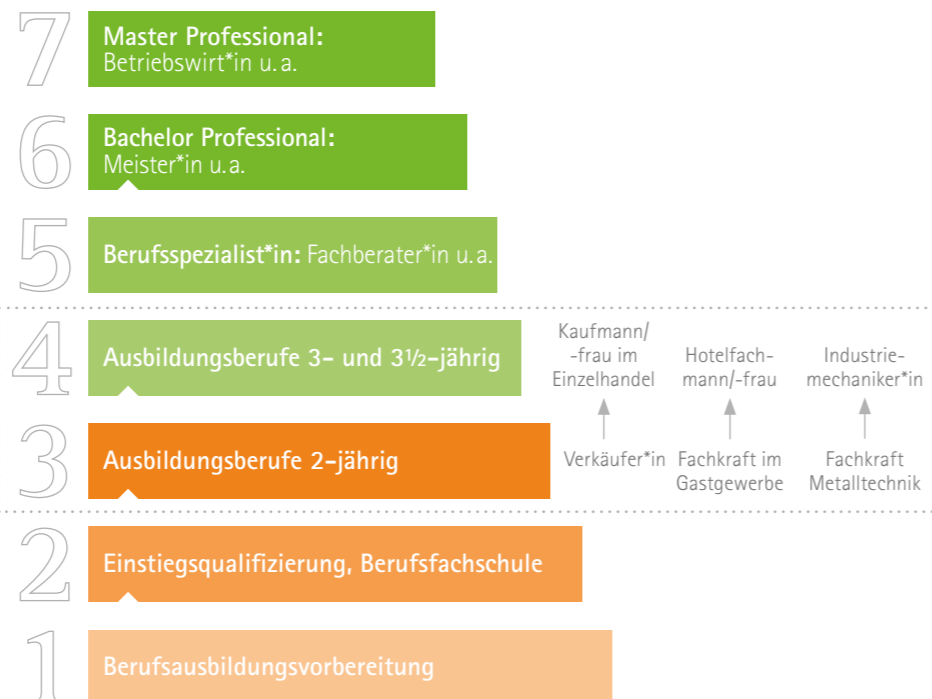 7
Master Professional:
Betriebswirt*in u. a.
6
Bachelor Professional:
Meister*in u. a.
5
Berufsspezialist*in: Fachberater*in u. a.
4
Ausbildungsberufe 3- und 3½-jährig
Kaufmann/
-frau im
Einzelhandel
Hotelfach-
mann/-frau
Industrie-
mechaniker*in
3
Ausbildungsberufe 2-jährig
Verkäufer*in
Fachkraft im
Gastgewerbe
Fachkraft
Metalltechnik
2
Einstiegsqualifizierung, Berufsfachschule
1
Berufsausbildungsvorbereitung